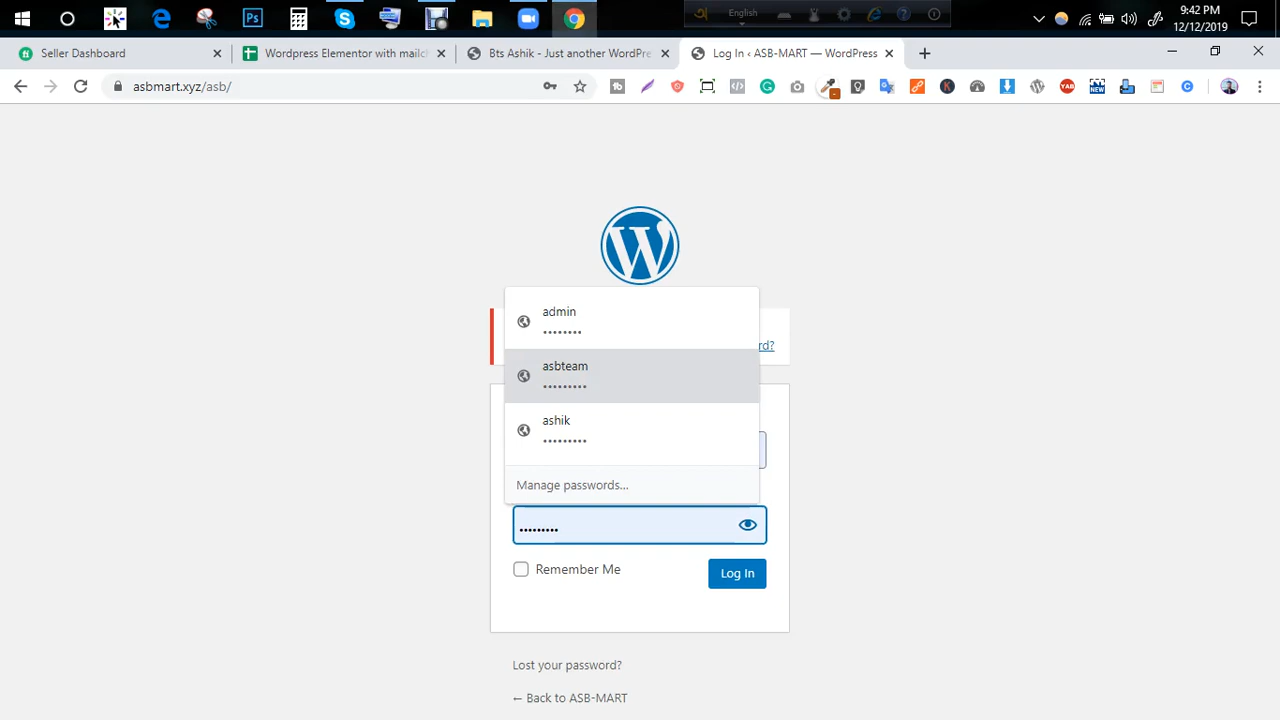 English
9:42 PM
12/12/2019
Seller Dashboard
Wordpress Elementor with mailch
Bts Ashik - Just another WordPre
Log In ‹ ASB-MART — WordPress
asbmart.xyz/asb/
admin
••••••••
asbteam
•••••••••
rd?
ashik
•••••••••
Manage passwords...
•••••••••
Remember Me
Log In
Lost your password?
← Back to ASB-MART